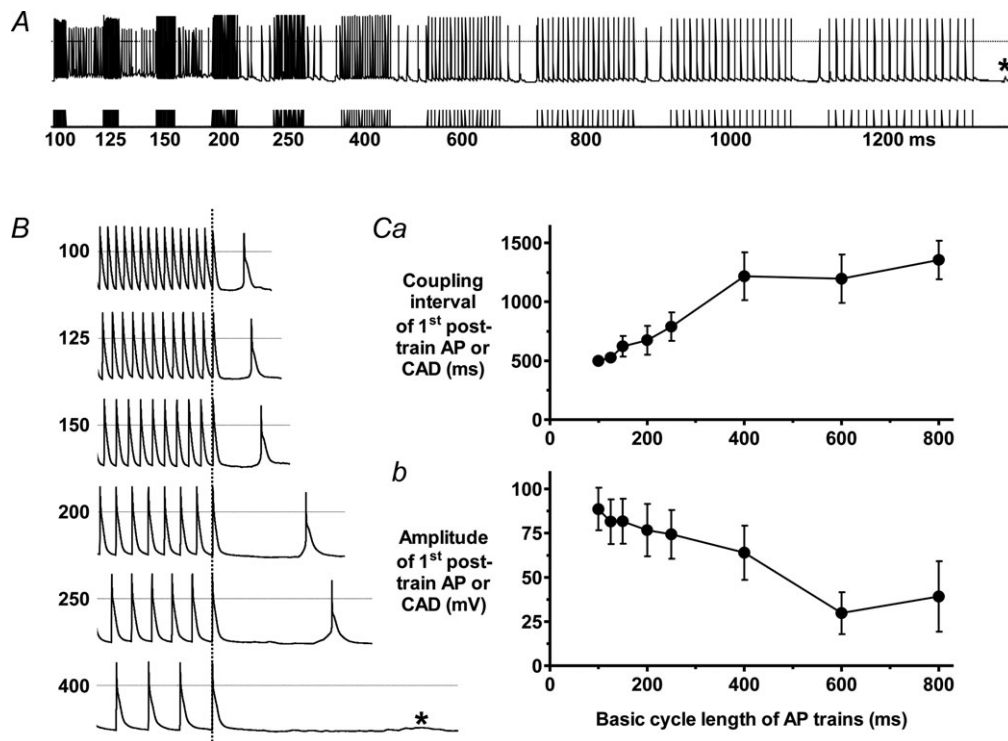 A
*
100 125 150 200 250 400 600 800 1000 1200 ms
B
100
125
150
200
250
400
*
Ca
Coupling
interval
of 1st post-
train AP or
CAD (ms)
1500
1000
500
0
0 200 400 600 800
b
Amplitude
of 1st post-
train AP or
CAD (mV)
100
75
50
25
0
0 200 400 600 800
Basic cycle length of AP trains (ms)